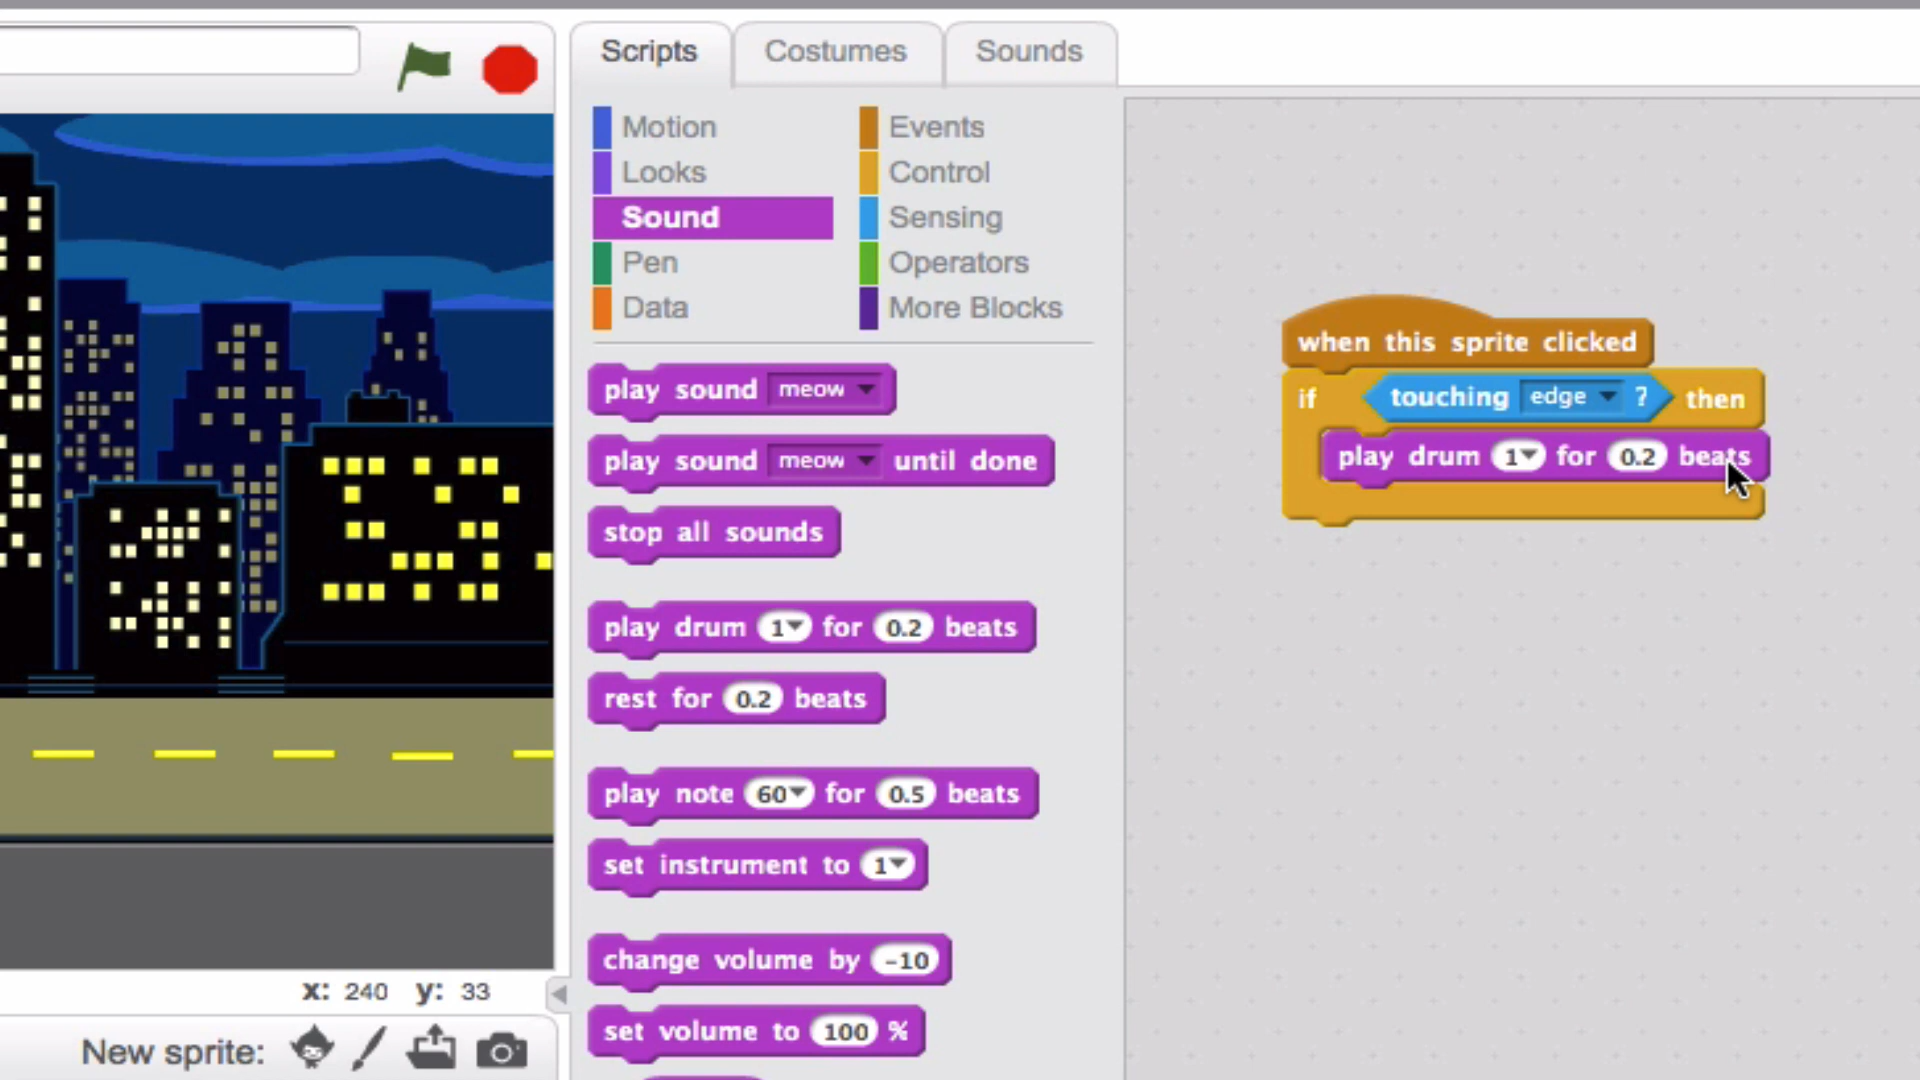 Scripts Costumes Sounds
Motion Events
Looks Control
Sound Sensing
Pen Operators
Data More Blocks
play sound meow
play sound meow until done
stop all sounds
play drum 1 for 0.2 beats
rest for 0.2 beats
play note 60 for 0.5 beats
set instrument to 1
change volume by -10
set volume to 100 %
when this sprite clicked
if touching edge ? then
play drum 1 for 0.2 beats
x: 240 y: 33
New sprite: